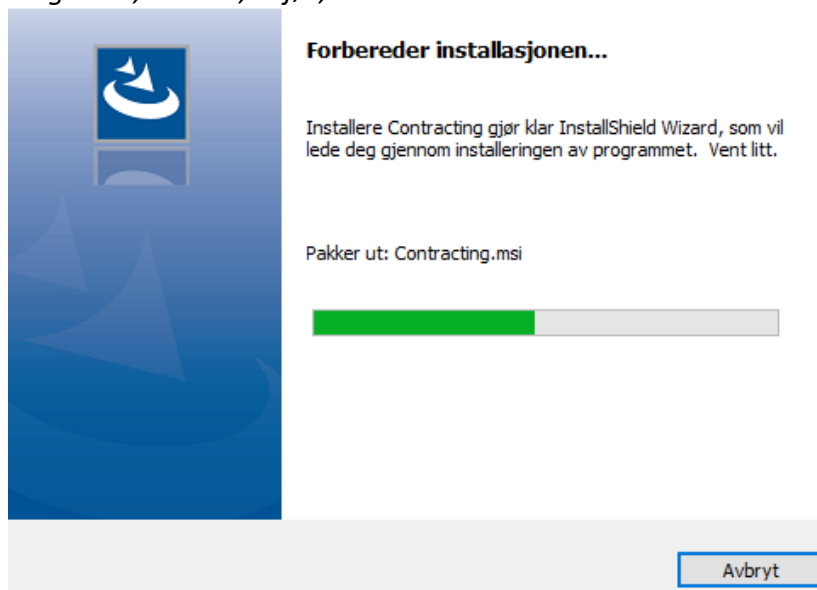 Forbereder installasjonen...
Installere Contracting gjør klar InstallShield Wizard, som vil
lede deg gjennom installeringen av programmet. Vent litt.
Pakker ut: Contracting.msi
Avbryt